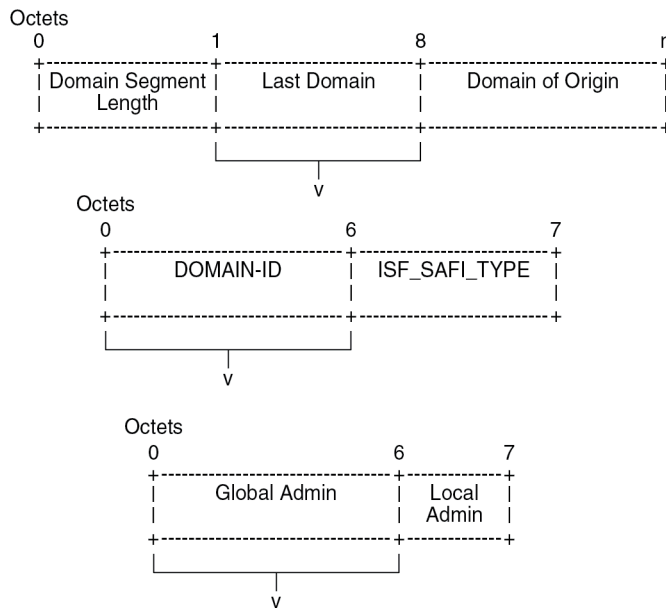 Octets
0 1 8 n
Domain Segment Length Last Domain Domain of Origin
v
Octets
0 6 7
DOMAIN-ID ISF_SAFI_TYPE
v
Octets
0 6 7
Global Admin Local Admin
v